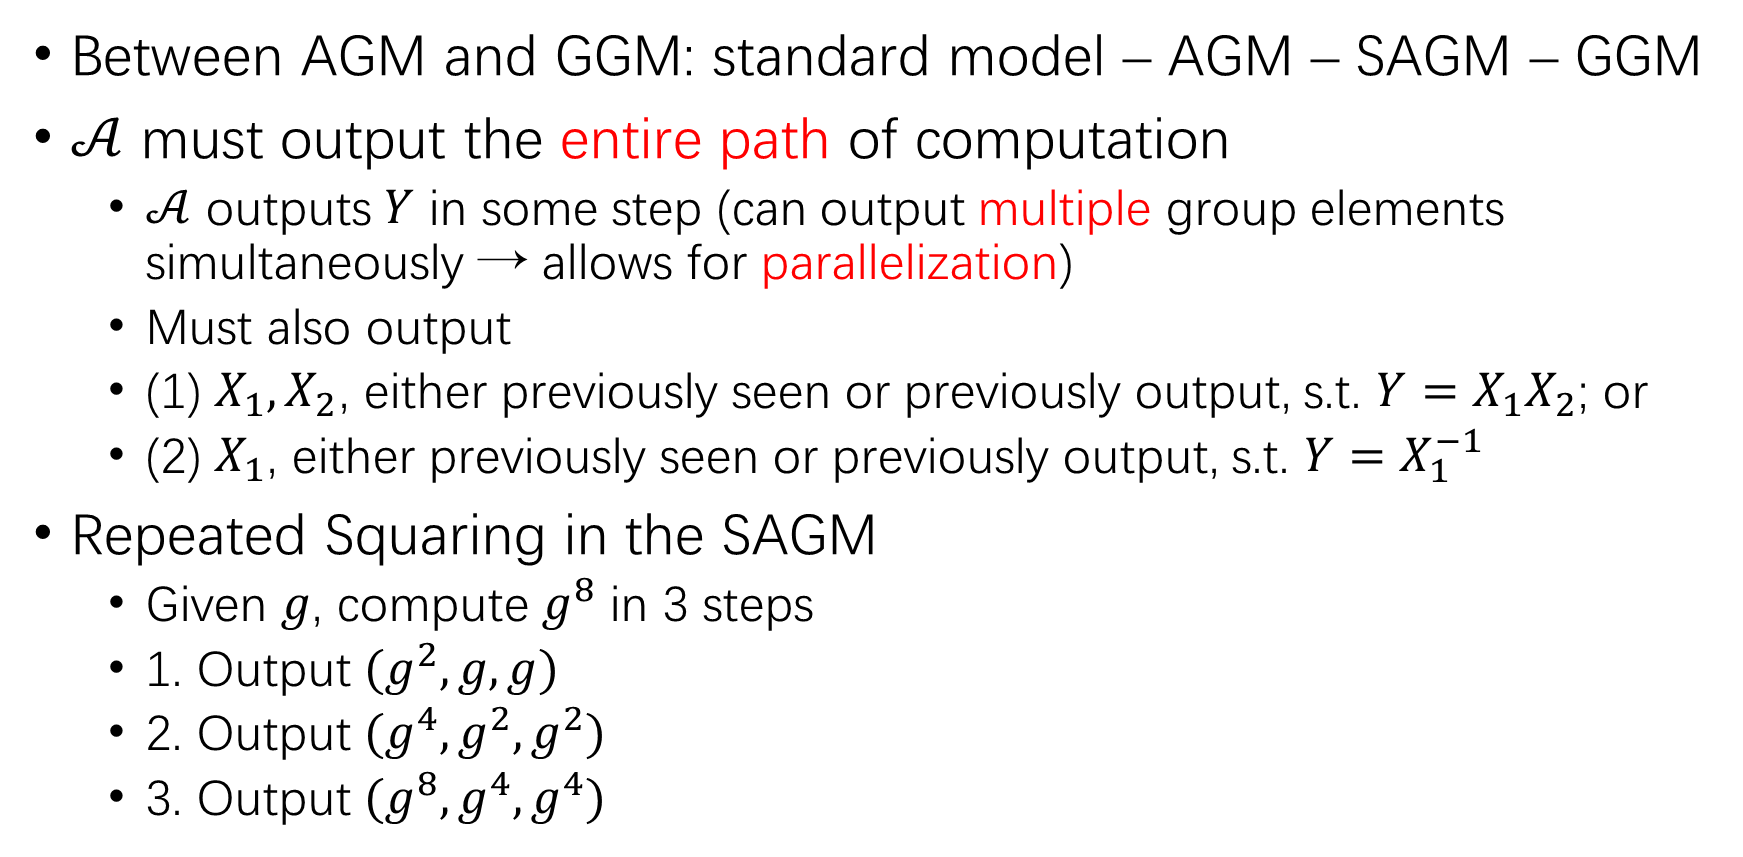 • Between AGM and GGM: standard model – AGM – SAGM – GGM
• 𝒜 must output the entire path of computation
• 𝒜 outputs 𝑌 in some step (can output multiple group elements
simultaneously → allows for parallelization)
• Must also output
• (1) 𝑋₁, 𝑋₂, either previously seen or previously output, s.t. 𝑌 = 𝑋₁𝑋₂; or
• (2) 𝑋₁, either previously seen or previously output, s.t. 𝑌 = 𝑋₁⁻¹
• Repeated Squaring in the SAGM
• Given 𝑔, compute 𝑔⁸ in 3 steps
• 1. Output (𝑔², 𝑔, 𝑔)
• 2. Output (𝑔⁴, 𝑔², 𝑔²)
• 3. Output (𝑔⁸, 𝑔⁴, 𝑔⁴)